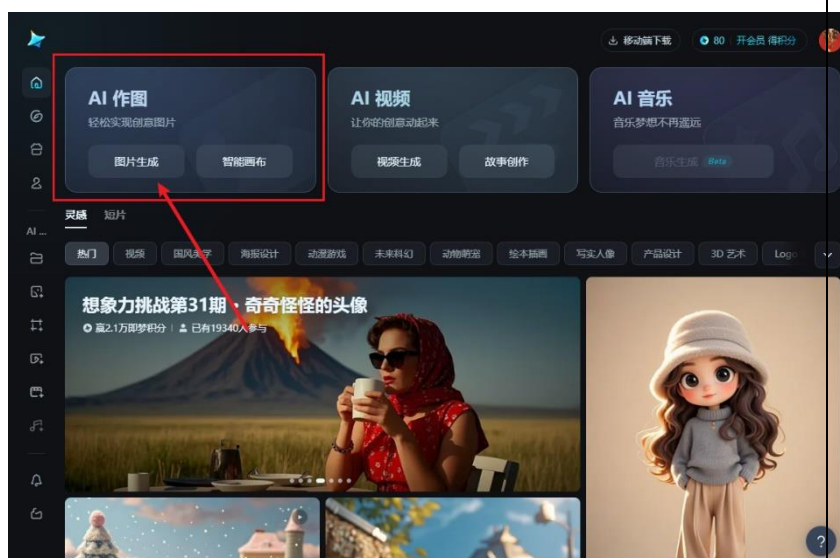 移动端下载
80 开会员 得积分
AI 作图
轻松实现创意图片
图片生成 智能画布
AI 视频
让你的创意动起来
视频生成 故事创作
AI 音乐
音乐梦想不再遥远
音乐生成 Beta
灵感 短片
AI ...
热门 视频 国风美学 海报设计 动漫游戏 未来科幻 动物萌宠 绘本插画 写实人像 产品设计 3D 艺术 Logo
想象力挑战第31期·奇奇怪怪的头像
赢2.1万即梦积分 | 已有19340人参与
?